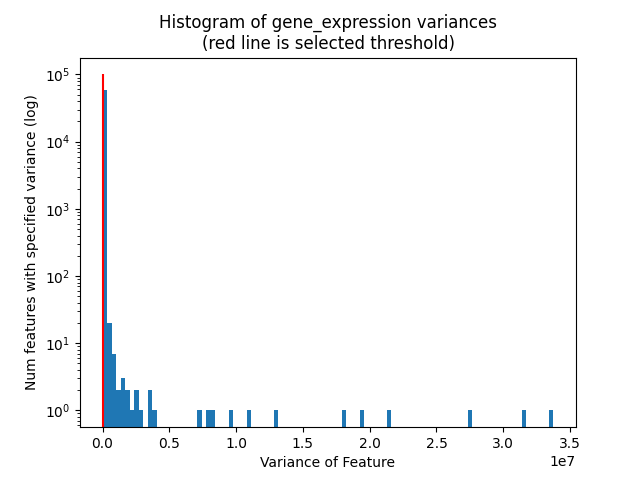 Histogram of gene_expression variances
(red line is selected threshold)
Num features with specified variance (log)
10^5
10^4
10^3
10^2
10^1
10^0
0.0 0.5 1.0 1.5 2.0 2.5 3.0 3.5
1e7
Variance of Feature